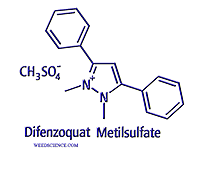 CH3SO4-
N+
N
Difenzoquat Metilsulfate
WEEDSCIENCE.COM